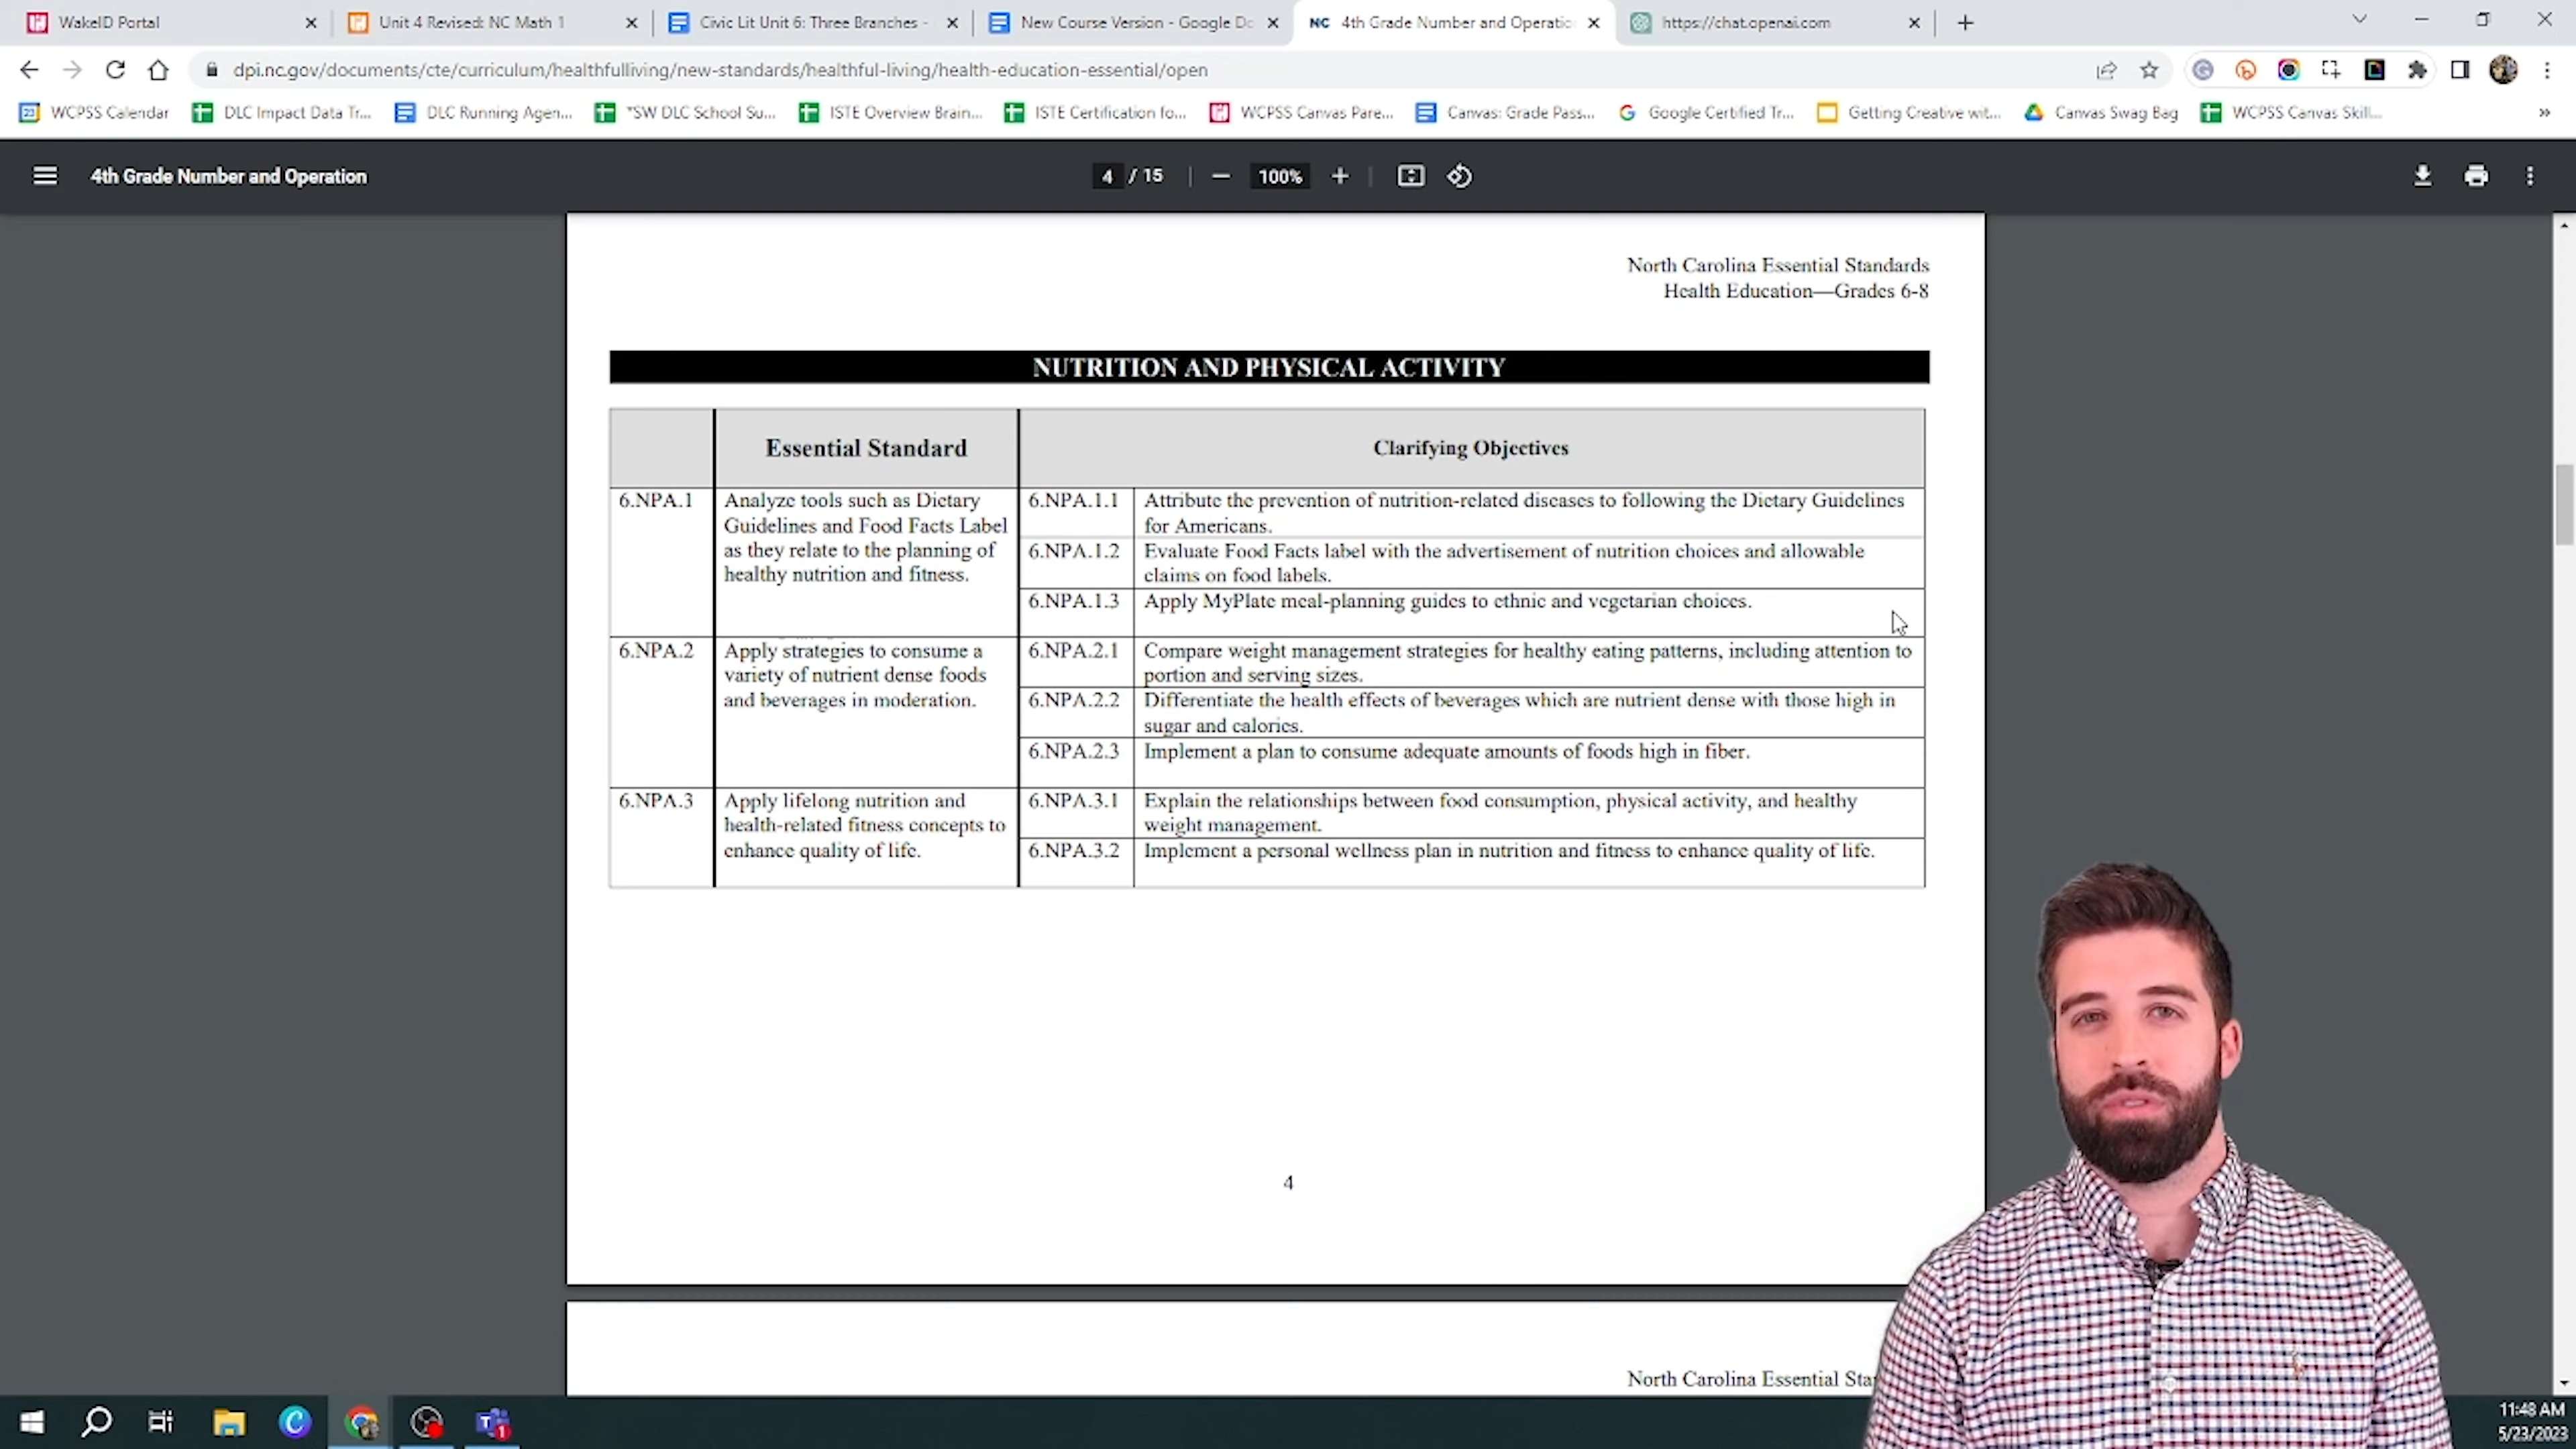 WakeID Portal
Unit 4 Revised: NC Math 1
Civic Lit Unit 6: Three Branches -
New Course Version - Google Do
NC 4th Grade Number and Operatio
https://chat.openai.com
dpi.nc.gov/documents/cte/curriculum/healthfulliving/new-standards/healthful-living/health-education-essential/open
WCPSS Calendar
DLC Impact Data Tr...
DLC Running Agen...
*SW DLC School Su...
ISTE Overview Brain...
ISTE Certification fo...
WCPSS Canvas Pare...
Canvas: Grade Pass...
Google Certified Tr...
Getting Creative wit...
Canvas Swag Bag
WCPSS Canvas Skill...
4th Grade Number and Operation
4 / 15
100%
North Carolina Essential Standards
Health Education—Grades 6-8
NUTRITION AND PHYSICAL ACTIVITY
Essential Standard
Clarifying Objectives
6.NPA.1
Analyze tools such as Dietary
Guidelines and Food Facts Label
as they relate to the planning of
healthy nutrition and fitness.
6.NPA.1.1
Attribute the prevention of nutrition-related diseases to following the Dietary Guidelines
for Americans.
6.NPA.1.2
Evaluate Food Facts label with the advertisement of nutrition choices and allowable
claims on food labels.
6.NPA.1.3
Apply MyPlate meal-planning guides to ethnic and vegetarian choices.
6.NPA.2
Apply strategies to consume a
variety of nutrient dense foods
and beverages in moderation.
6.NPA.2.1
Compare weight management strategies for healthy eating patterns, including attention to
portion and serving sizes.
6.NPA.2.2
Differentiate the health effects of beverages which are nutrient dense with those high in
sugar and calories.
6.NPA.2.3
Implement a plan to consume adequate amounts of foods high in fiber.
6.NPA.3
Apply lifelong nutrition and
health-related fitness concepts to
enhance quality of life.
6.NPA.3.1
Explain the relationships between food consumption, physical activity, and healthy
weight management.
6.NPA.3.2
Implement a personal wellness plan in nutrition and fitness to enhance quality of life.
4
North Carolina Essential Sta
11:48 AM
5/23/2023